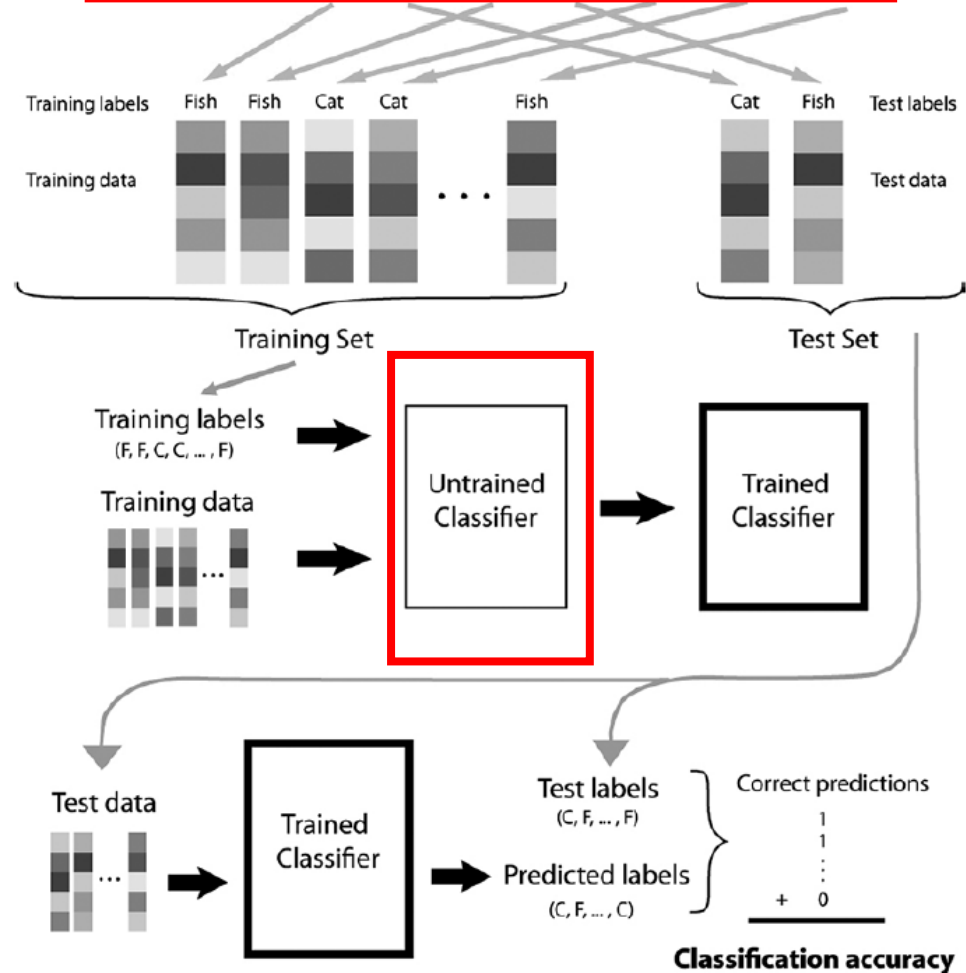 Training labels Fish Fish Cat Cat Fish Cat Fish Test labels
Training data . . . Test data
Training Set Test Set
Training labels
(F, F, C, C, ... , F)
Training data
...
Untrained
Classifier
Trained
Classifier
Test data
...
Trained
Classifier
Test labels
(C, F, ... , F)
Predicted labels
(C, F, ... , C)
Correct predictions
1
1
:
+ 0
Classification accuracy